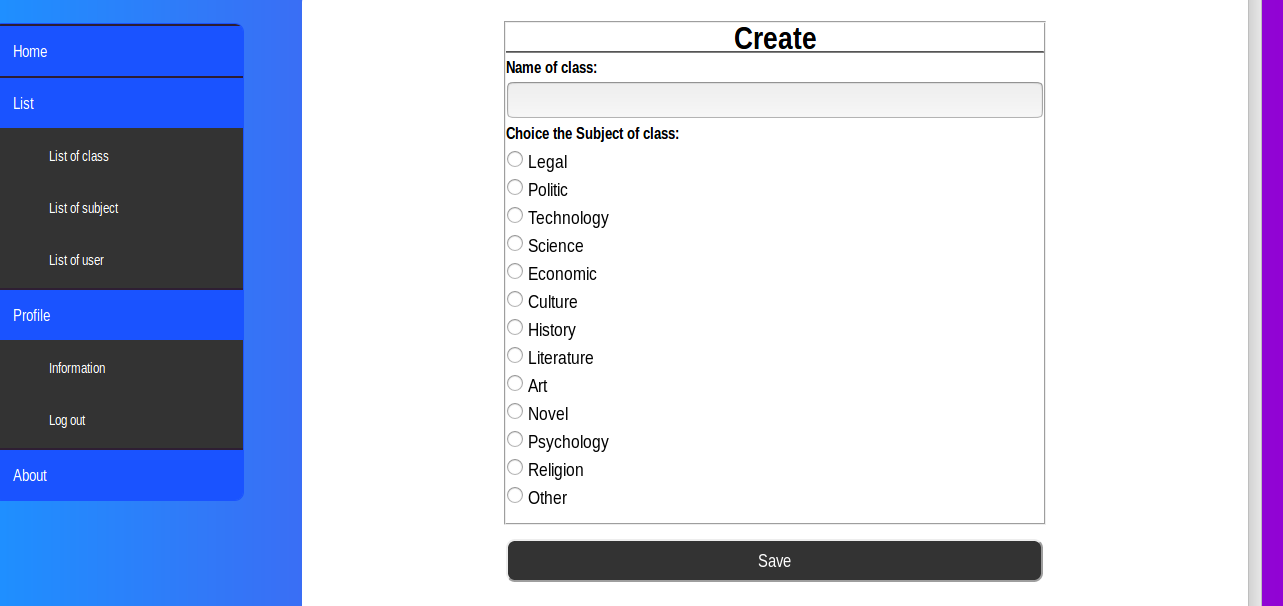 Home
List
List of class
List of subject
List of user
Profile
Information
Log out
About
Create
Name of class:
Choice the Subject of class:
Legal
Politic
Technology
Science
Economic
Culture
History
Literature
Art
Novel
Psychology
Religion
Other
Save